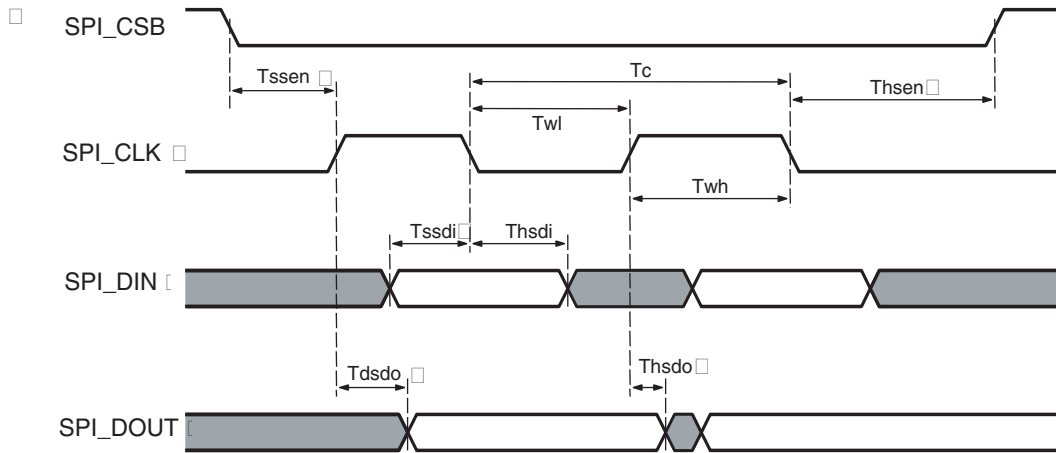 SPI_CSB
Tssen
Tc
Thsen
Twl
SPI_CLK
Twh
Tssdi
Thsdi
SPI_DIN
Tdsdo
Thsdo
SPI_DOUT